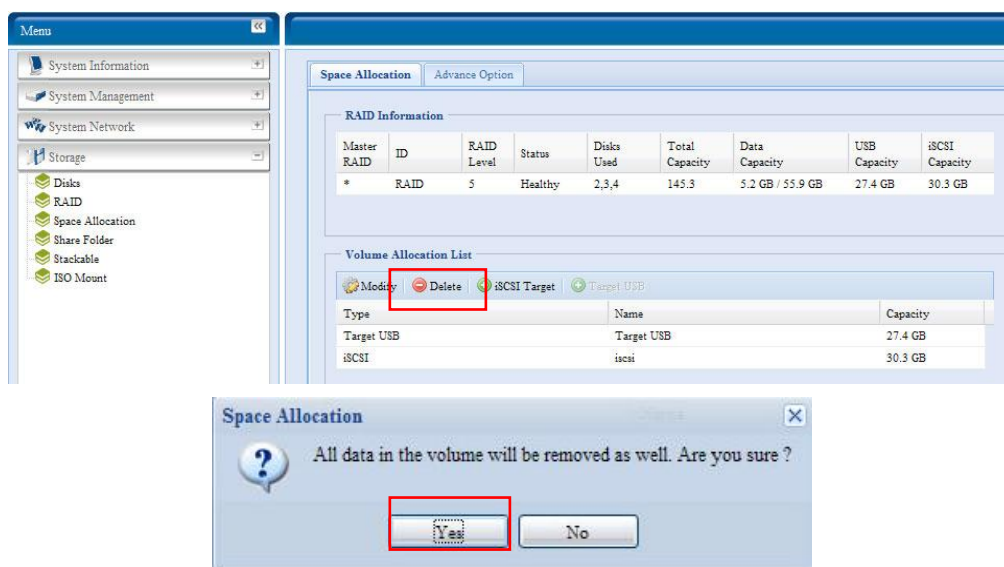 Menu
System Information
System Management
System Network
Storage
Disks
RAID
Space Allocation
Share Folder
Stackable
ISO Mount
Space Allocation Advance Option
RAID Information
Master RAID ID RAID Level Status Disks Used Total Capacity Data Capacity USB Capacity iSCSI Capacity
* RAID 5 Healthy 2,3,4 145.3 5.2 GB / 55.9 GB 27.4 GB 30.3 GB
Volume Allocation List
Modify Delete iSCSI Target Target USB
Type Name Capacity
Target USB Target USB 27.4 GB
iSCSI iscsi 30.3 GB
Space Allocation
All data in the volume will be removed as well. Are you sure ?
Yes No